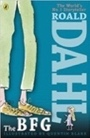 The World's
No. 1 Storyteller
ROALD
DAHL
The BFG
ILLUSTRATED BY QUENTIN BLAKE